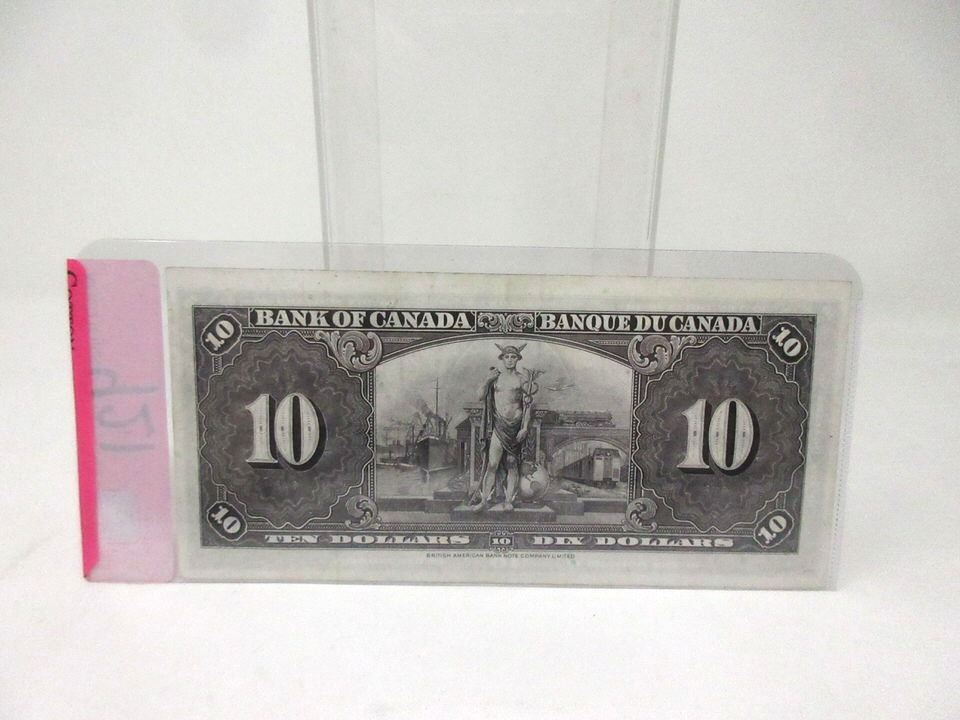 10 BANK OF CANADA BANQUE DU CANADA 10
10 10
10 TEN DOLLARS 10 DIX DOLLARS 10
BRITISH AMERICAN BANK NOTE COMPANY LIMITED